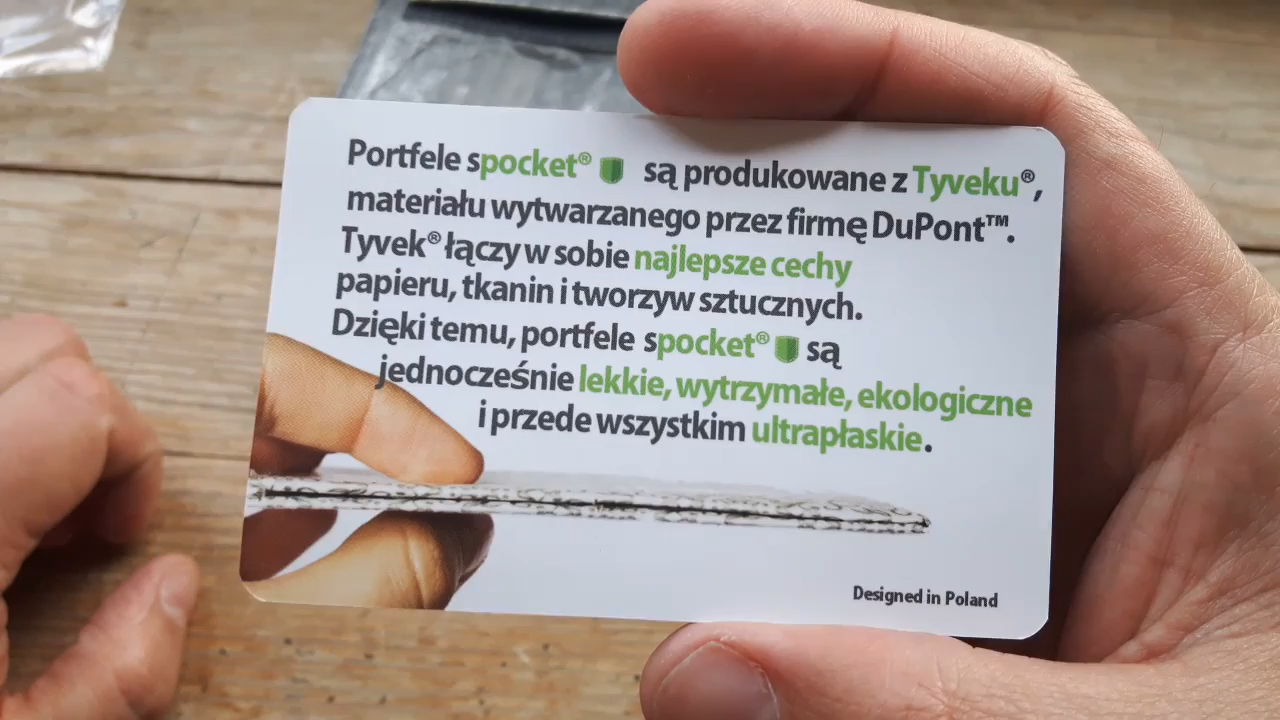 Portfele spocket® są produkowane z Tyveku®,
materiału wytwarzanego przez firmę DuPont™.
Tyvek® łączy w sobie najlepsze cechy
papieru, tkanin i tworzyw sztucznych.
Dzięki temu, portfele spocket® są
jednocześnie lekkie, wytrzymałe, ekologiczne
i przede wszystkim ultrapłaskie.
Designed in Poland